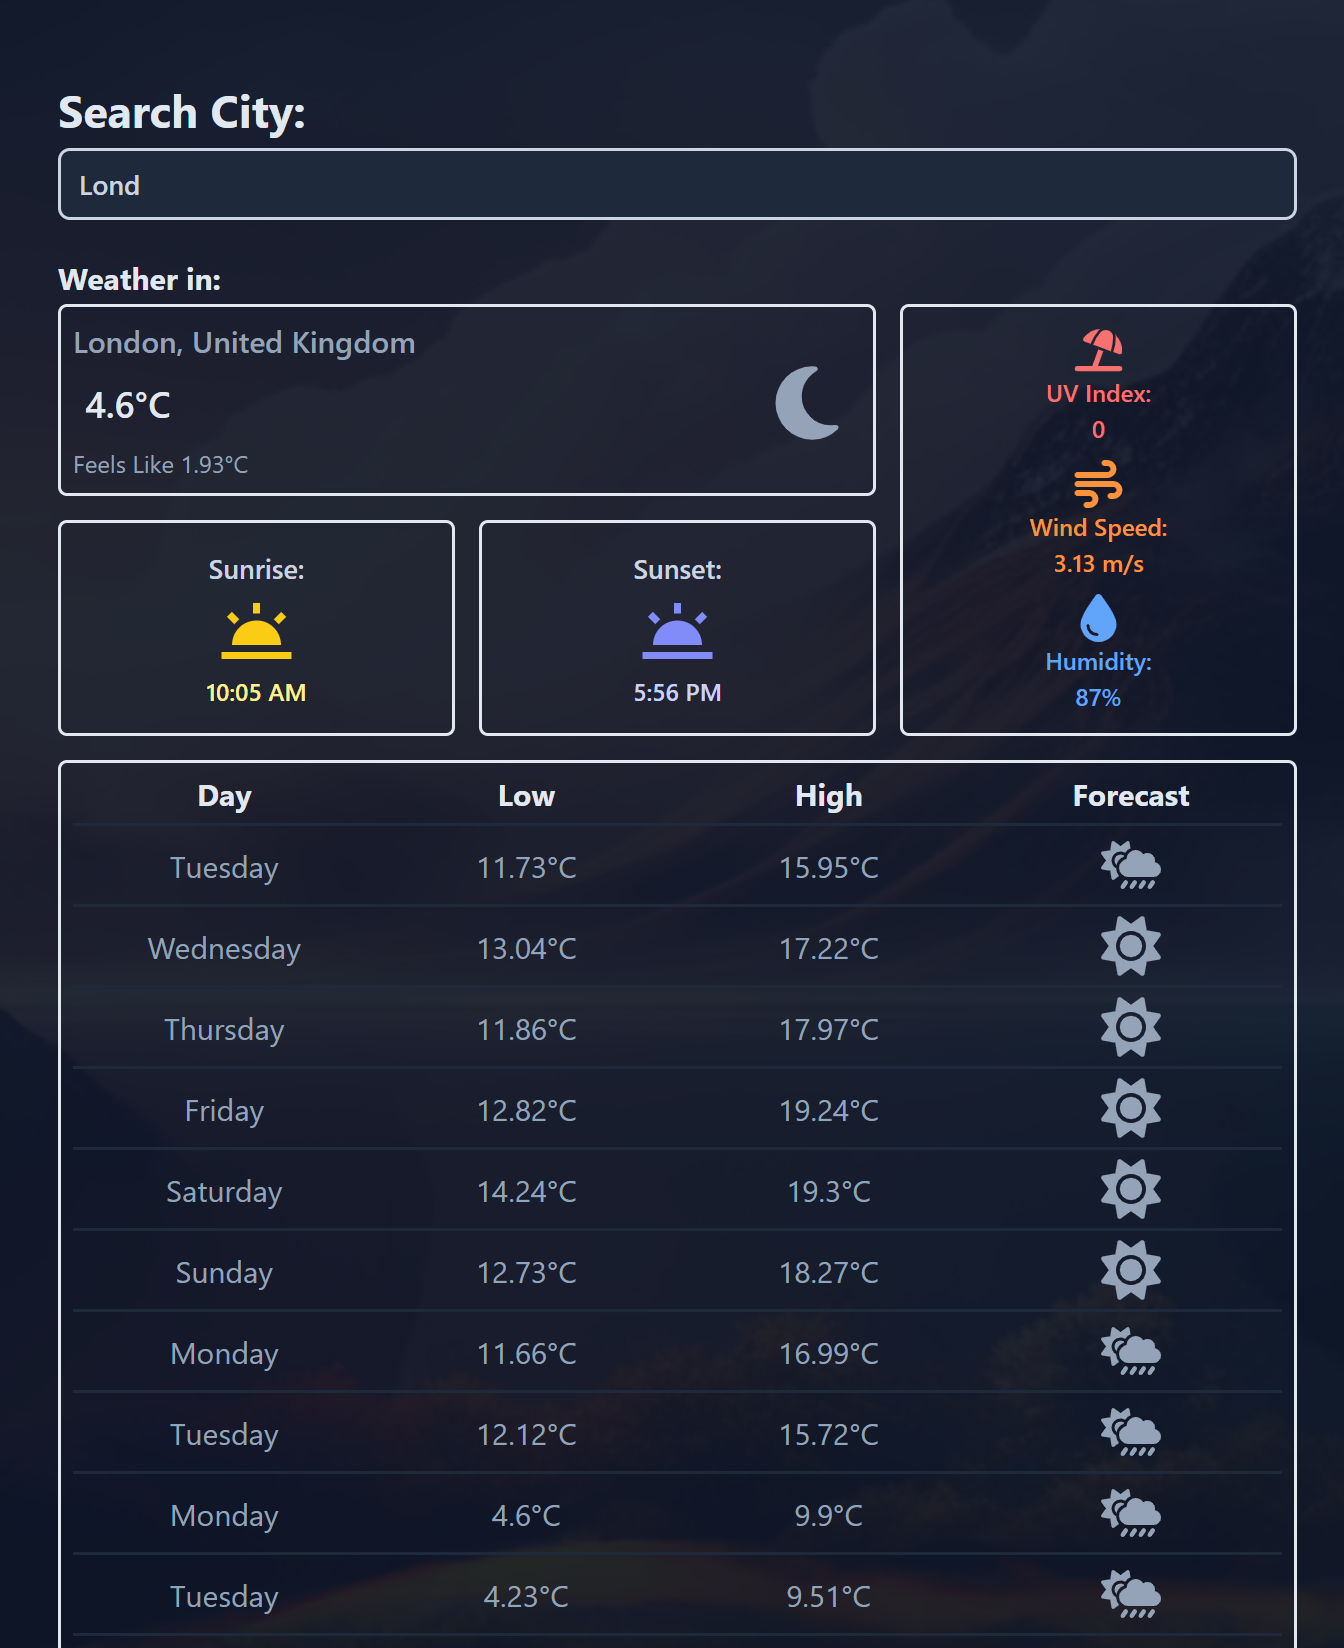 Search City:
Lond
Weather in:
London, United Kingdom
4.6°C
Feels Like 1.93°C
UV Index:
0
Wind Speed:
3.13 m/s
Humidity:
87%
Sunrise:
10:05 AM
Sunset:
5:56 PM
Day Low High Forecast
Tuesday 11.73°C 15.95°C
Wednesday 13.04°C 17.22°C
Thursday 11.86°C 17.97°C
Friday 12.82°C 19.24°C
Saturday 14.24°C 19.3°C
Sunday 12.73°C 18.27°C
Monday 11.66°C 16.99°C
Tuesday 12.12°C 15.72°C
Monday 4.6°C 9.9°C
Tuesday 4.23°C 9.51°C